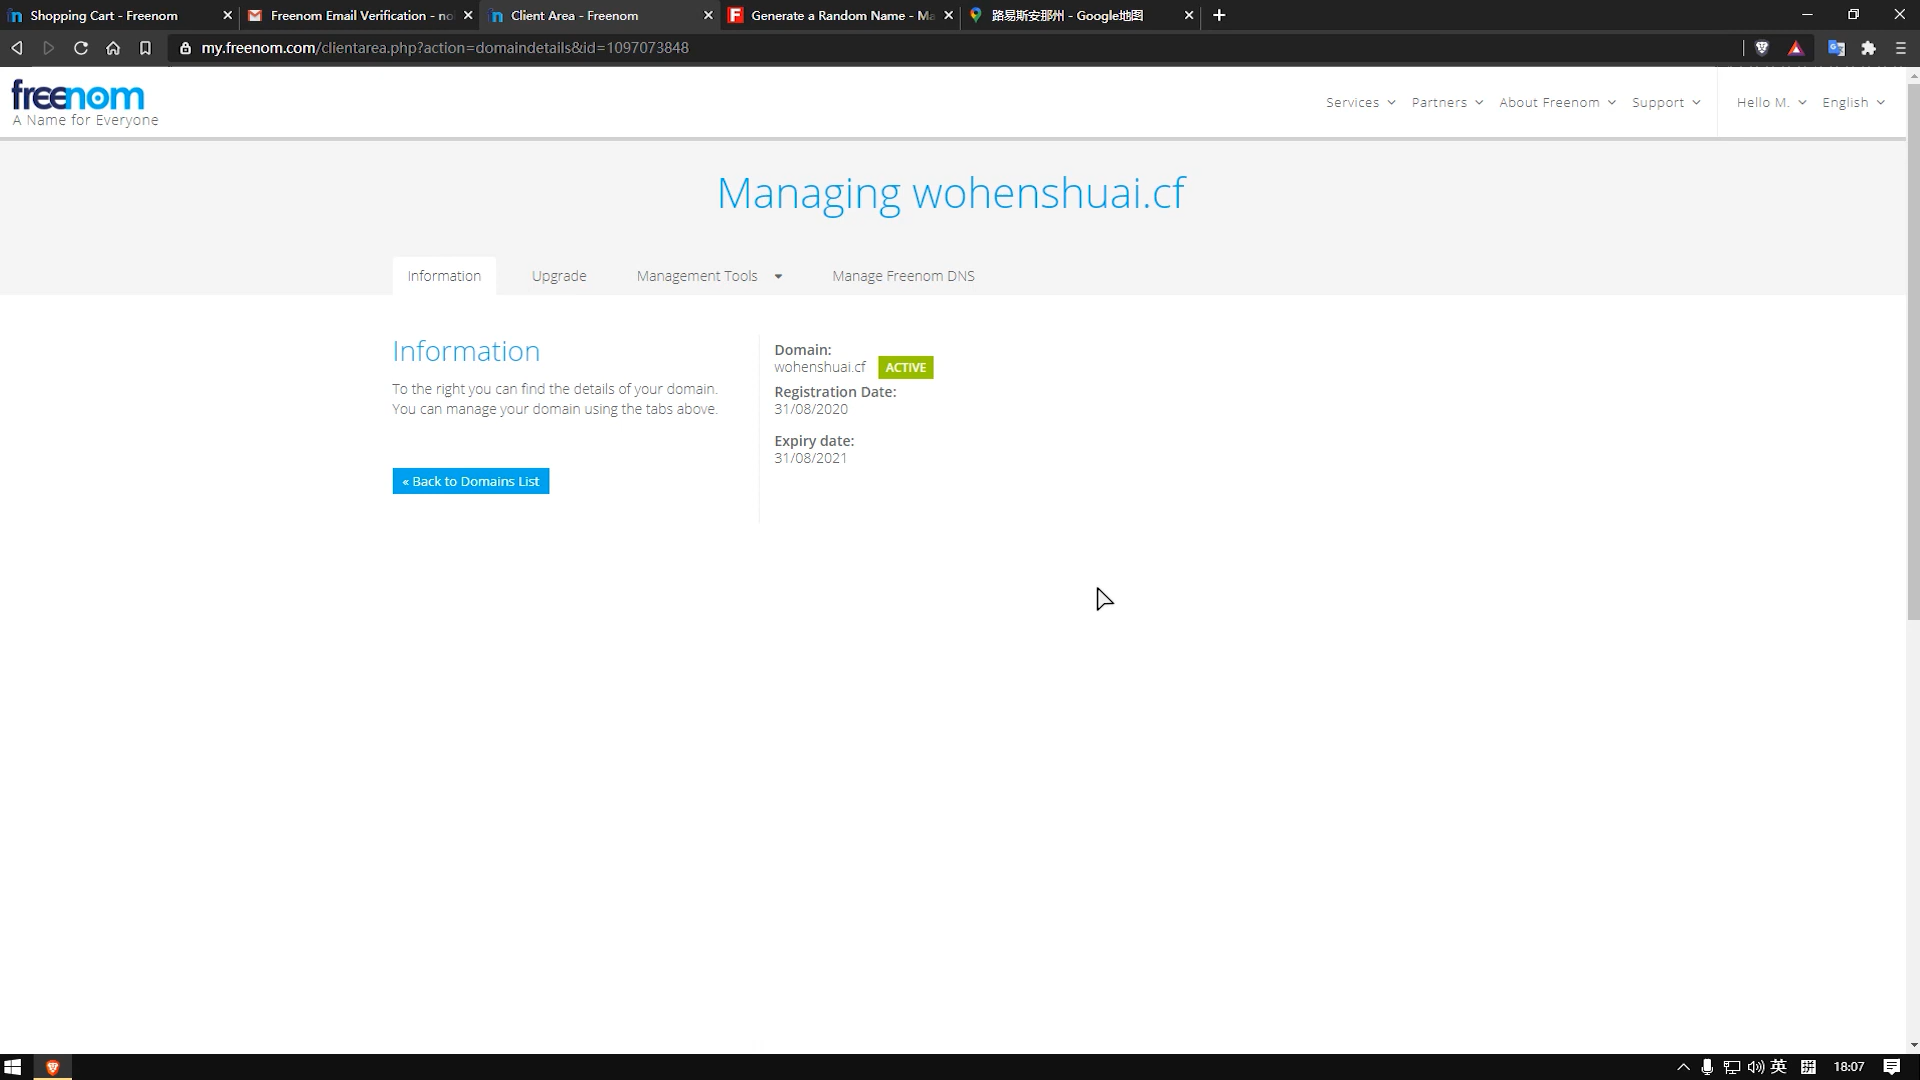 Shopping Cart - Freenom
Freenom Email Verification - no
Client Area - Freenom
Generate a Random Name - Ma
路易斯安那州 - Google地图
my.freenom.com/clientarea.php?action=domaindetails&id=1097073848
freenom
A Name for Everyone
Services
Partners
About Freenom
Support
Hello M.
English
Managing wohenshuai.cf
Information
Upgrade
Management Tools
Manage Freenom DNS
Information
To the right you can find the details of your domain.
You can manage your domain using the tabs above.
« Back to Domains List
Domain:
wohenshuai.cf ACTIVE
Registration Date:
31/08/2020
Expiry date:
31/08/2021
英
拼
18:07